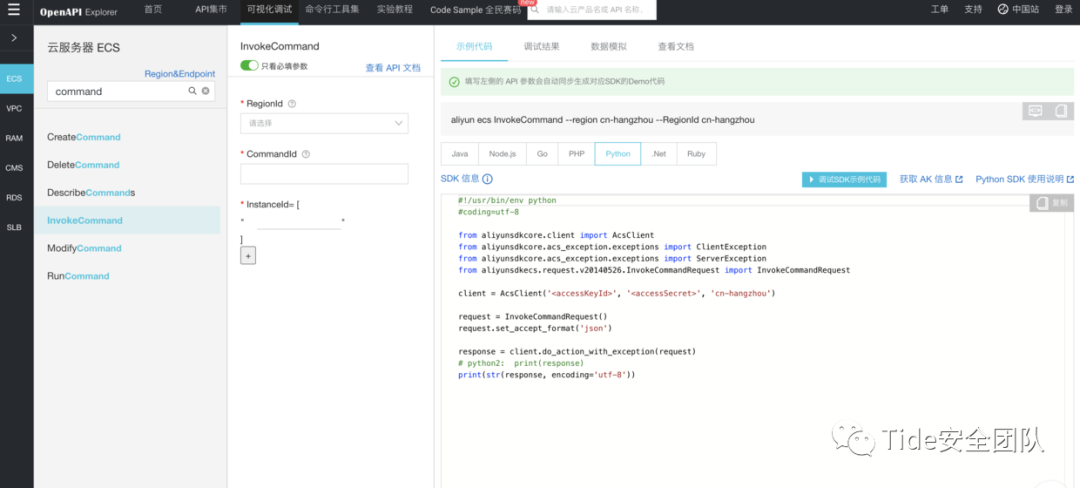 OpenAPI Explorer 首页 API集市 可视化调试 命令行工具集 实验教程 Code Sample 全民赛码 new 请输入云产品名或 API 名称. 工单 支持 中国站 登录
ECS
VPC
RAM
CMS
RDS
SLB
云服务器 ECS
Region&Endpoint
command
CreateCommand
DeleteCommand
DescribeCommands
InvokeCommand
ModifyCommand
RunCommand
InvokeCommand
只看必填参数 查看 API 文档
* RegionId
请选择
* CommandId
* InstanceId= [
" "
]
+
示例代码 调试结果 数据模拟 查看文档
填写左侧的 API 参数会自动同步生成对应SDK的Demo代码
aliyun ecs InvokeCommand --region cn-hangzhou --RegionId cn-hangzhou
Java Node.js Go PHP Python .Net Ruby
SDK 信息 调试SDK示例代码 获取 AK 信息 Python SDK 使用说明
复制
#!/usr/bin/env python
#coding=utf-8
from aliyunsdkcore.client import AcsClient
from aliyunsdkcore.acs_exception.exceptions import ClientException
from aliyunsdkcore.acs_exception.exceptions import ServerException
from aliyunsdkecs.request.v20140526.InvokeCommandRequest import InvokeCommandRequest
client = AcsClient('<accessKeyId>', '<accessSecret>', 'cn-hangzhou')
request = InvokeCommandRequest()
request.set_accept_format('json')
response = client.do_action_with_exception(request)
# python2: print(response)
print(str(response, encoding='utf-8'))
Tide安全团队